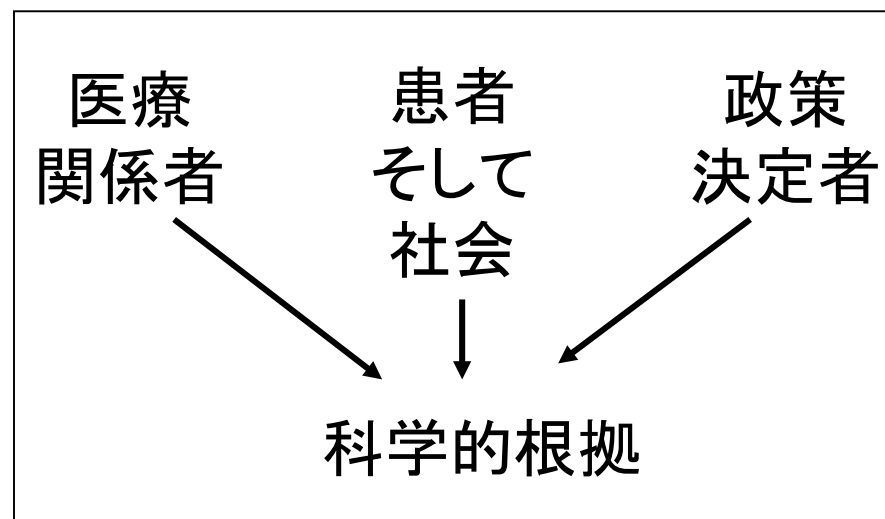 医療
関係者
患者
そして
社会
政策
決定者
科学的根拠